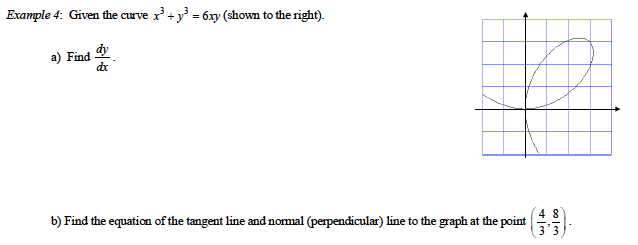 Example 4: Given the curve x³ + y³ = 6xy (shown to the right).
a) Find dy/dx.
b) Find the equation of the tangent line and normal (perpendicular) line to the graph at the point (4/3, 8/3).